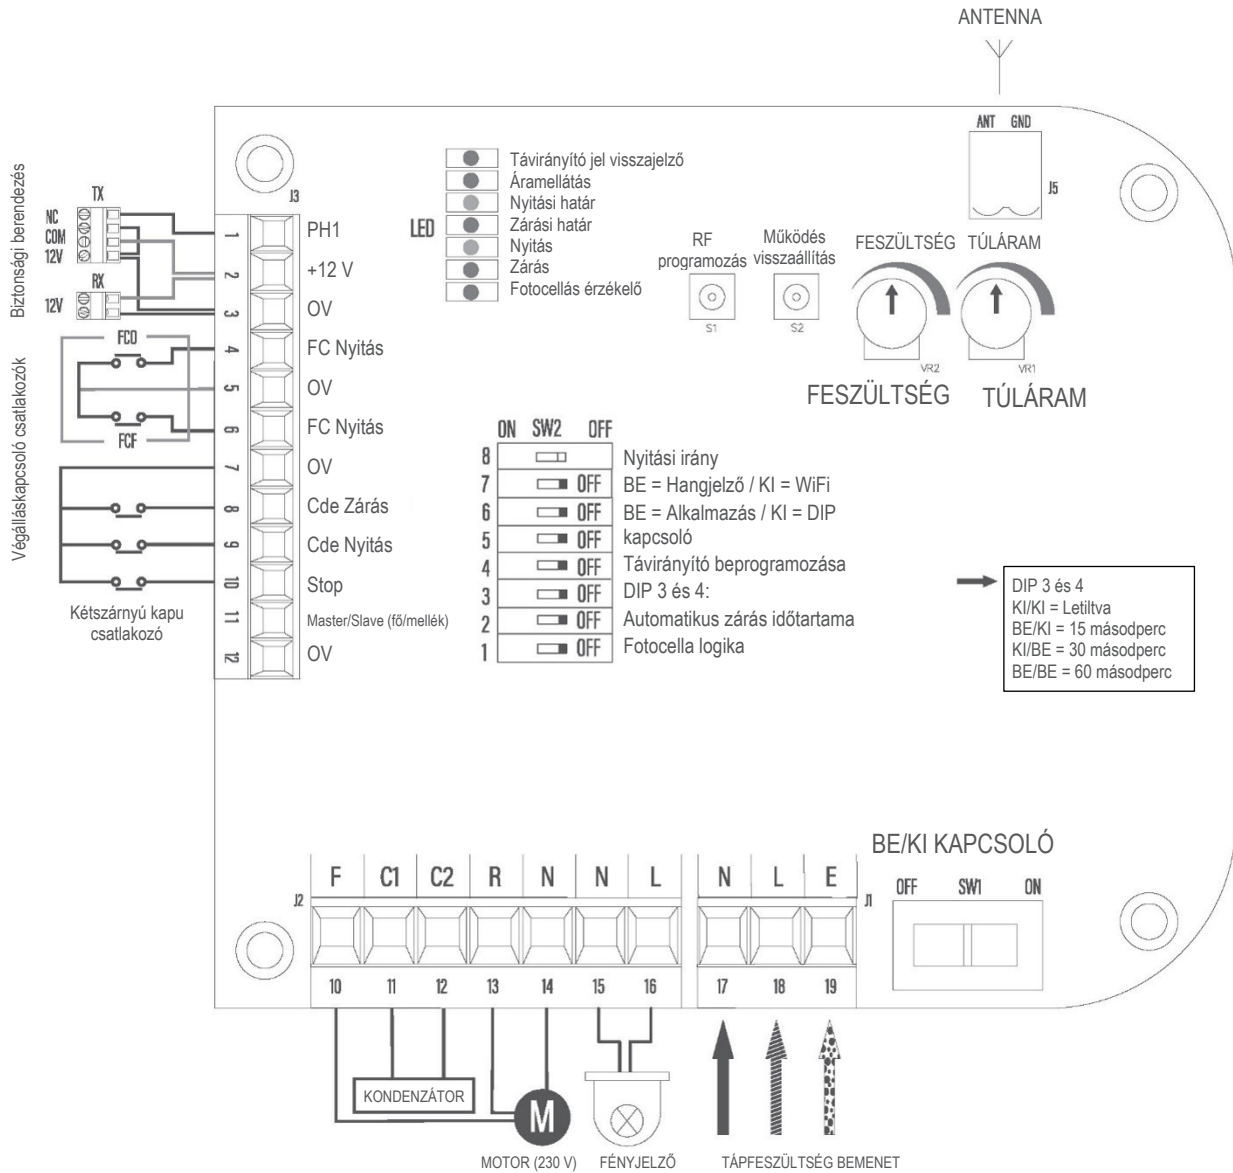 ANTENNA
ANT GND
J5
Biztonsági berendezés
TX
NC
COM
12V
RX
12V
Végálláskapcsoló csatlakozók
FCO
FCF
Kétszárnyú kapu
csatlakozó
J3
1 PH1
2 +12 V
3 OV
4 FC Nyitás
5 OV
6 FC Nyitás
7 OV
8 Cde Zárás
9 Cde Nyitás
10 Stop
11 Master/Slave (fő/mellék)
12 OV
LED
Távirányító jel visszajelző
Áramellátás
Nyitási határ
Zárási határ
Nyitás
Zárás
Fotocellás érzékelő
RF
programozás
S1
Működés
visszaállítás
S2
FESZÜLTSÉG TÚLÁRAM
VR2 VR1
FESZÜLTSÉG TÚLÁRAM
ON SW2 OFF
8 Nyitási irány
7 OFF BE = Hangjelző / KI = WiFi
6 OFF BE = Alkalmazás / KI = DIP
5 OFF kapcsoló
4 OFF Távirányító beprogramozása
3 OFF DIP 3 és 4:
2 OFF Automatikus zárás időtartama
1 OFF Fotocella logika
DIP 3 és 4
KI/KI = Letiltva
BE/KI = 15 másodperc
KI/BE = 30 másodperc
BE/BE = 60 másodperc
BE/KI KAPCSOLÓ
OFF SW1 ON
F C1 C2 R N N L N L E
J2 J1
10 11 12 13 14 15 16 17 18 19
KONDENZÁTOR
M
MOTOR (230 V) FÉNYJELZŐ TÁPFESZÜLTSÉG BEMENET